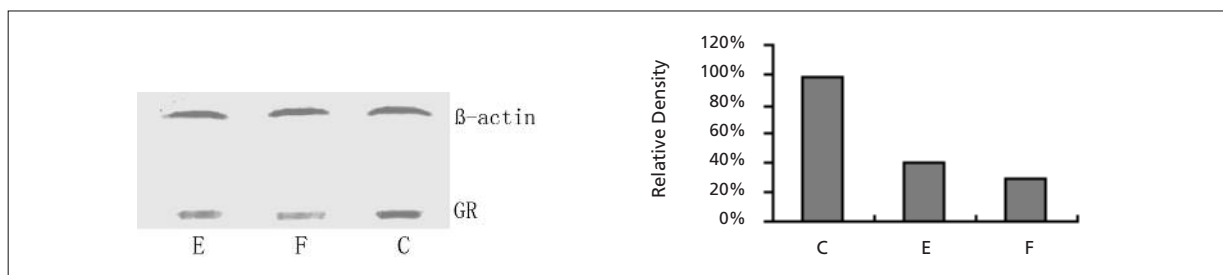 ß-actin
GR
E F C
Relative Density
120%
100%
80%
60%
40%
20%
0%
C E F